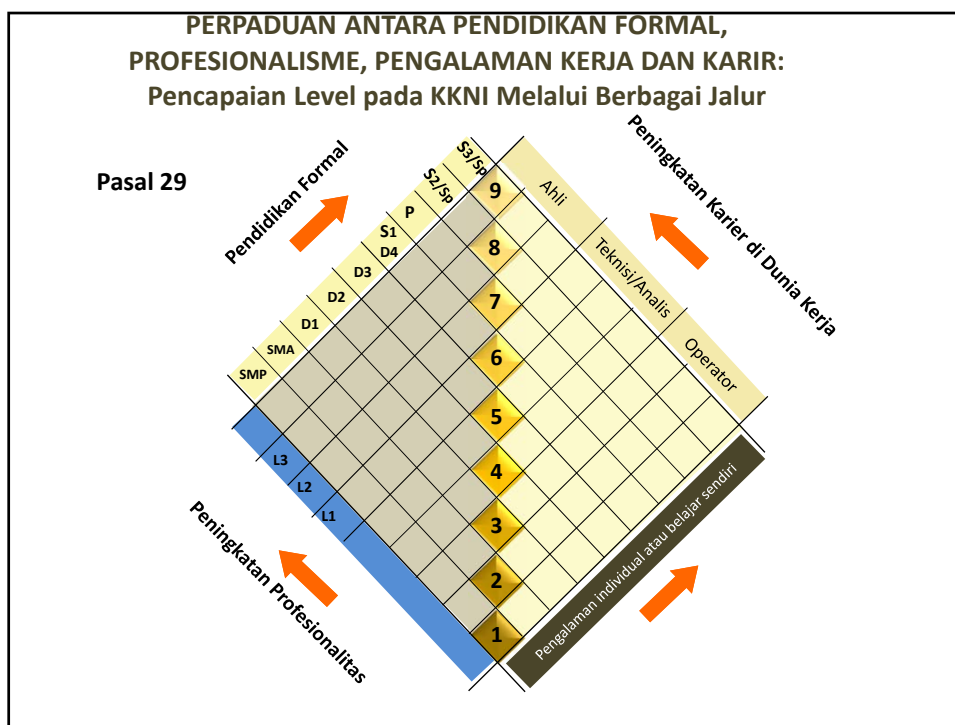 PERPADUAN ANTARA PENDIDIKAN FORMAL,
PROFESIONALISME, PENGALAMAN KERJA DAN KARIR:
Pencapaian Level pada KKNI Melalui Berbagai Jalur
Pasal 29
Pendidikan Formal
Peningkatan Karier di Dunia Kerja
S3/Sp
S2/Sp
P
S1
D4
D3
D2
D1
SMA
SMP
Ahli
Teknisi/Analis
Operator
9
8
7
6
5
4
3
2
1
L3
L2
L1
Peningkatan Profesionalitas
Pengalaman individual atau belajar sendiri